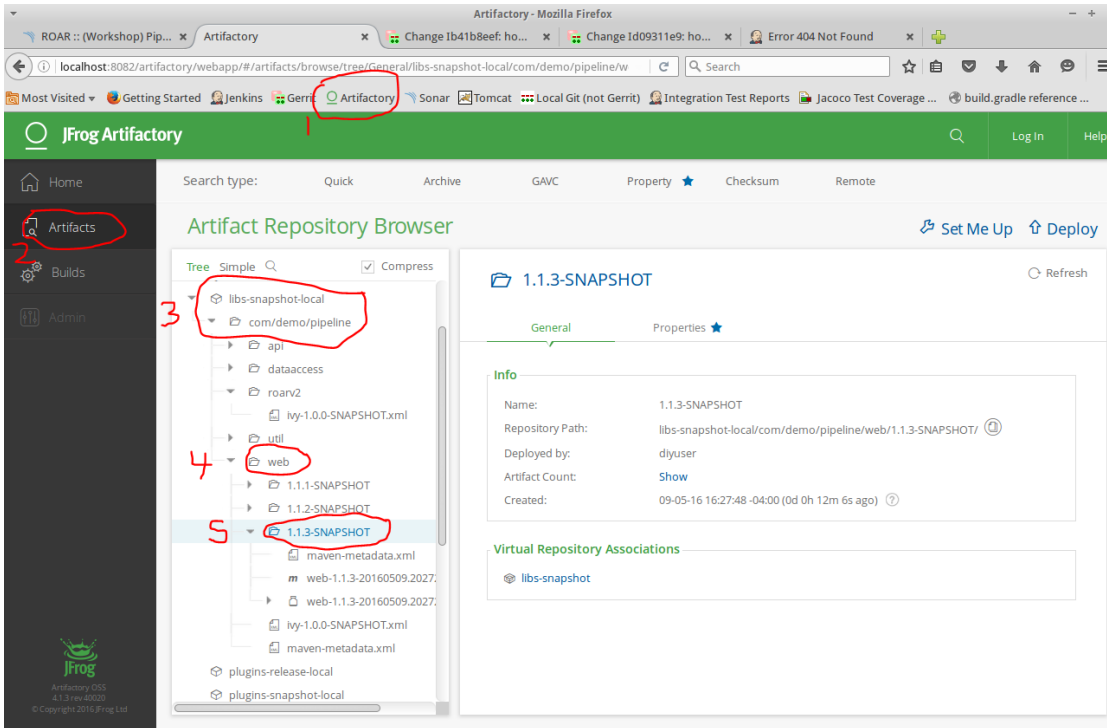 Artifactory - Mozilla Firefox
ROAR :: (Workshop) Pip... × Artifactory × Change Ib41b8eef: ho... × Change Id09311e9: ho... × Error 404 Not Found ×
localhost:8082/artifactory/webapp/#/artifacts/browse/tree/General/libs-snapshot-local/com/demo/pipeline/w Search
Most Visited Getting Started Jenkins Gerrit Artifactory Sonar Tomcat Local Git (not Gerrit) Integration Test Reports Jacoco Test Coverage ... build.gradle reference ...
1
JFrog Artifactory Log In Help
Home
Artifacts
2
Builds
Admin
Search type: Quick Archive GAVC Property Checksum Remote
Artifact Repository Browser Set Me Up Deploy
Tree Simple Compress
3
libs-snapshot-local
com/demo/pipeline
api
dataaccess
roarv2
ivy-1.0.0-SNAPSHOT.xml
util
4 web
1.1.1-SNAPSHOT
1.1.2-SNAPSHOT
5 1.1.3-SNAPSHOT
maven-metadata.xml
m web-1.1.3-20160509.2027
web-1.1.3-20160509.2027
ivy-1.0.0-SNAPSHOT.xml
maven-metadata.xml
plugins-release-local
plugins-snapshot-local
1.1.3-SNAPSHOT Refresh
General Properties
Info
Name: 1.1.3-SNAPSHOT
Repository Path: libs-snapshot-local/com/demo/pipeline/web/1.1.3-SNAPSHOT/
Deployed by: diyuser
Artifact Count: Show
Created: 09-05-16 16:27:48 -04:00 (0d 0h 12m 6s ago) ?
Virtual Repository Associations
libs-snapshot
JFrog
Artifactory OSS
4.1.3 rev 40020
© Copyright 2016 JFrog Ltd